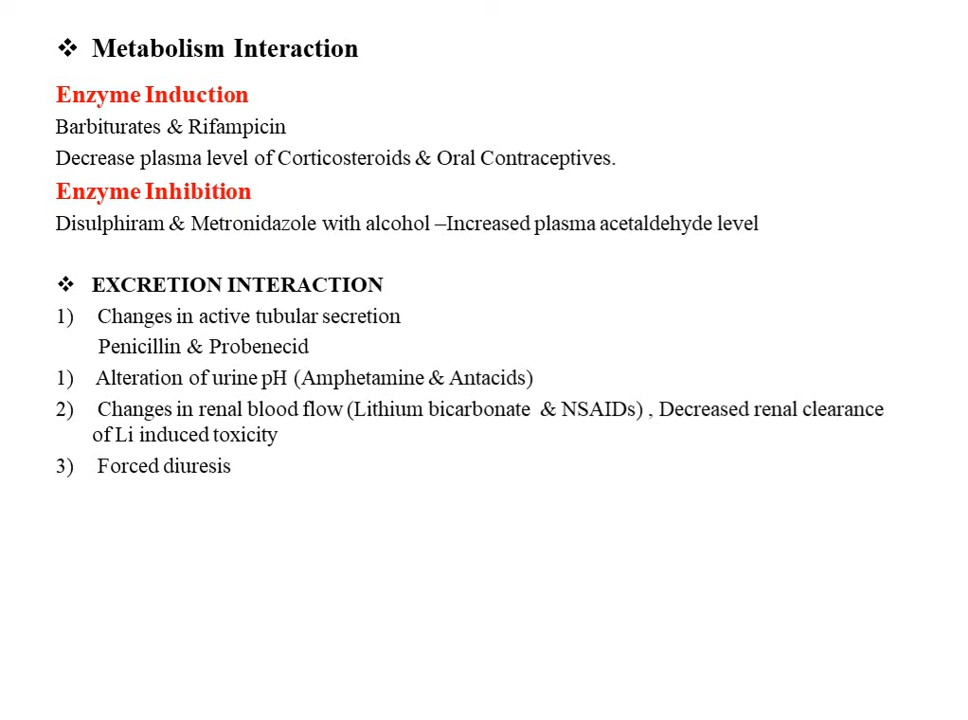 ❖ Metabolism Interaction
Enzyme Induction
Barbiturates & Rifampicin
Decrease plasma level of Corticosteroids & Oral Contraceptives.
Enzyme Inhibition
Disulphiram & Metronidazole with alcohol –Increased plasma acetaldehyde level
❖ EXCRETION INTERACTION
1) Changes in active tubular secretion
Penicillin & Probenecid
1) Alteration of urine pH (Amphetamine & Antacids)
2) Changes in renal blood flow (Lithium bicarbonate & NSAIDs) , Decreased renal clearance
of Li induced toxicity
3) Forced diuresis